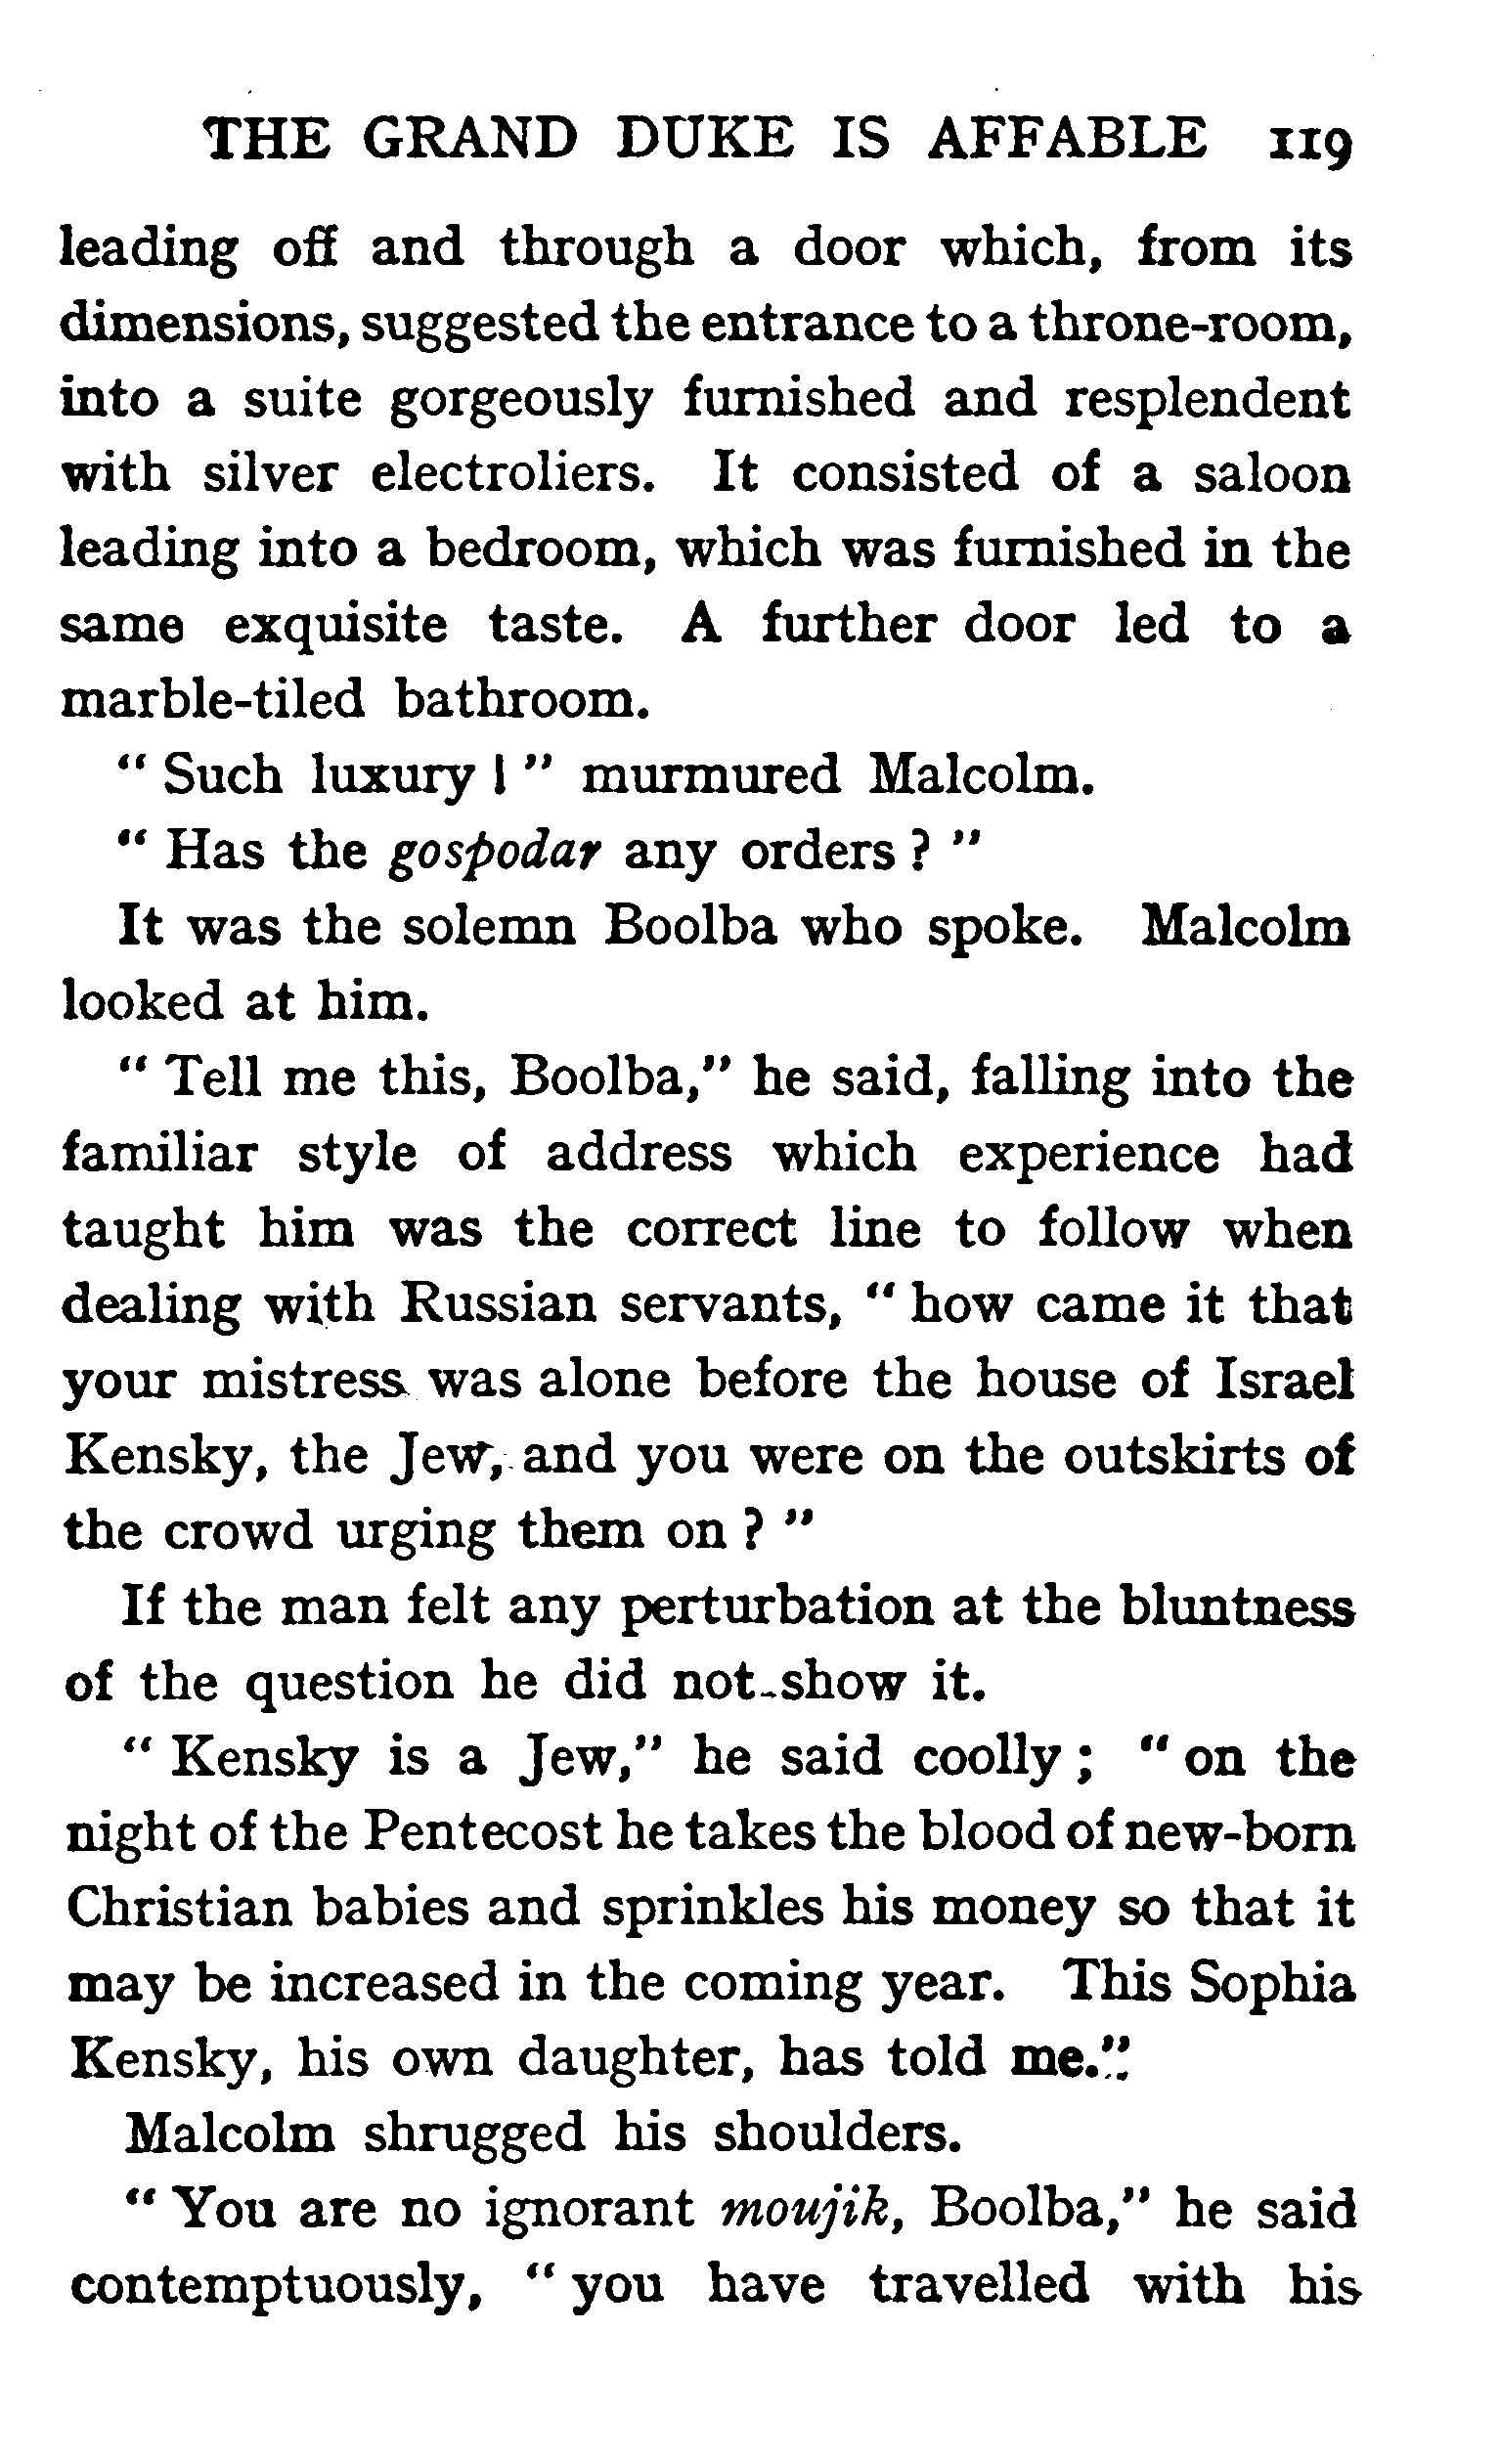 THE GRAND DUKE IS AFFABLE 119
leading off and through a door which, from its
dimensions, suggested the entrance to a throne-room,
into a suite gorgeously furnished and resplendent
with silver electroliers. It consisted of a saloon
leading into a bedroom, which was furnished in the
same exquisite taste. A further door led to a
marble-tiled bathroom.
“ Such luxury ! ” murmured Malcolm.
“ Has the gospodar any orders ? ”
It was the solemn Boolba who spoke. Malcolm
looked at him.
“ Tell me this, Boolba,” he said, falling into the
familiar style of address which experience had
taught him was the correct line to follow when
dealing with Russian servants, “ how came it that
your mistress was alone before the house of Israel
Kensky, the Jew, and you were on the outskirts of
the crowd urging them on ? ”
If the man felt any perturbation at the bluntness
of the question he did not show it.
“ Kensky is a Jew,” he said coolly ; “ on the
night of the Pentecost he takes the blood of new-born
Christian babies and sprinkles his money so that it
may be increased in the coming year. This Sophia
Kensky, his own daughter, has told me.”
Malcolm shrugged his shoulders.
“ You are no ignorant moujik, Boolba,” he said
contemptuously, “ you have travelled with his